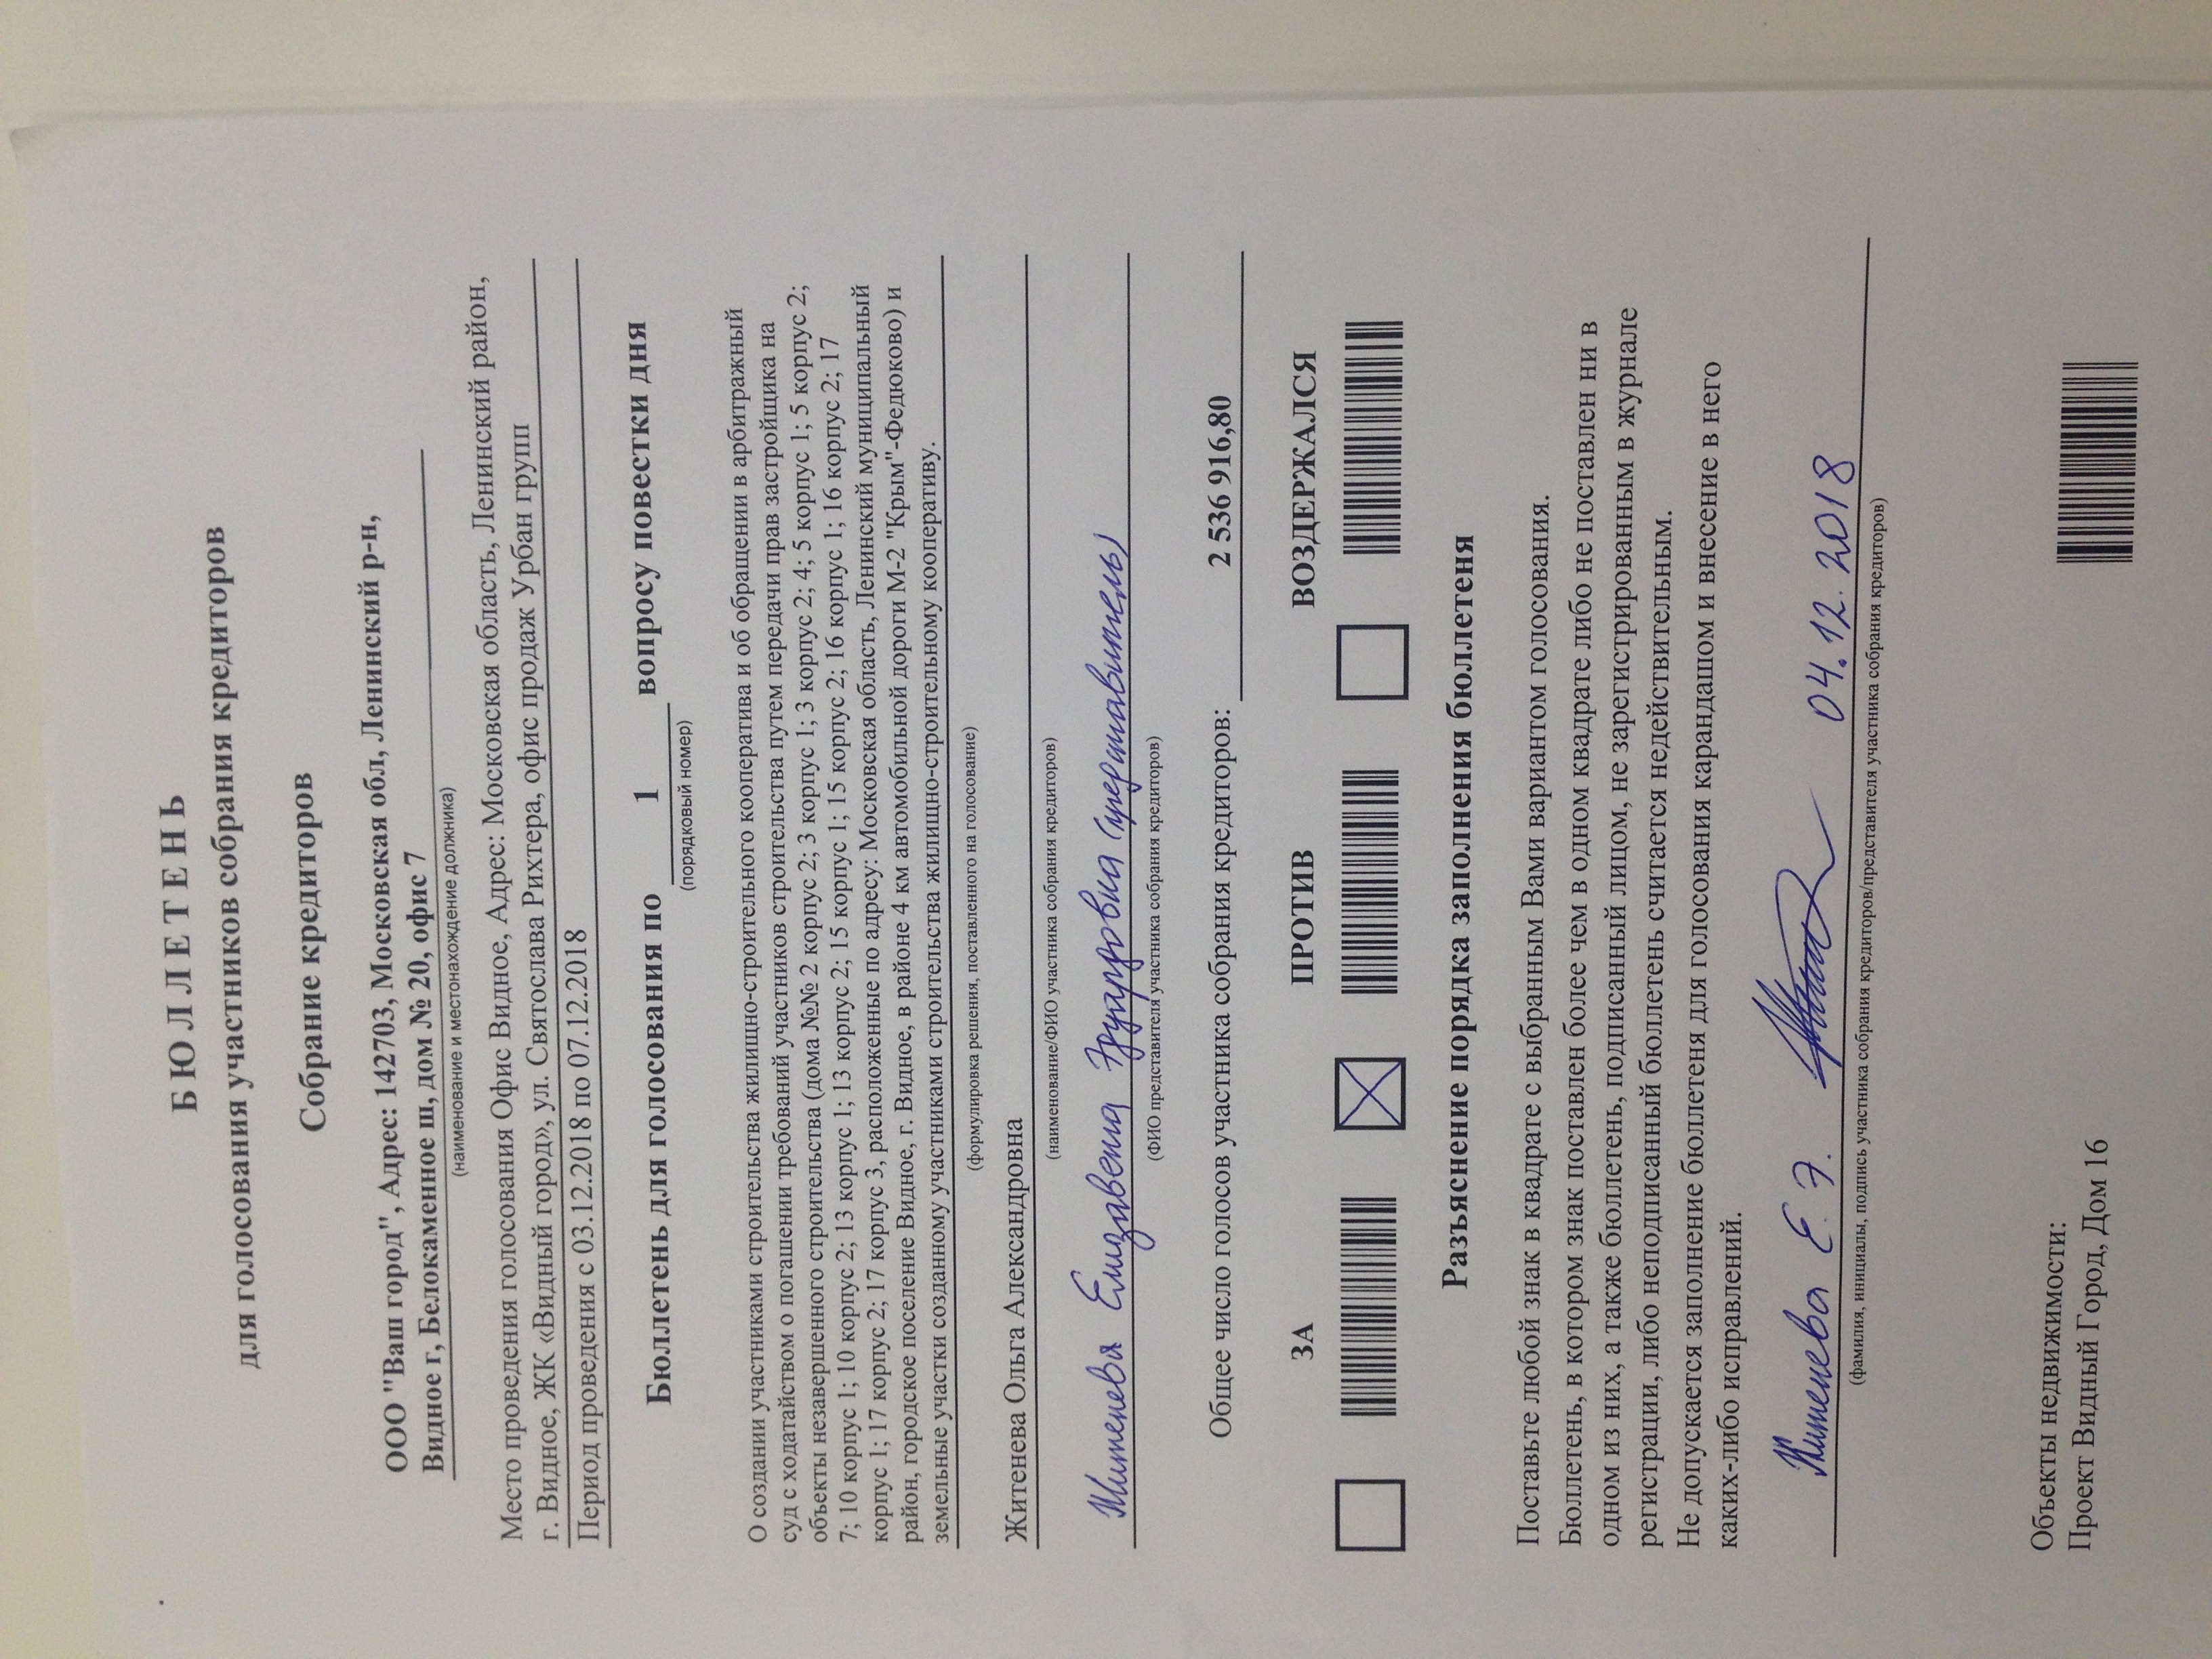 БЮЛЛЕТЕНЬ
для голосования участников собрания кредиторов
Собрание кредиторов
ООО "Ваш город", Адрес: 142703, Московская обл, Ленинский р-н,
Видное г, Белокаменное ш, дом № 20, офис 7
(наименование и местонахождение должника)
Место проведения голосования Офис Видное, Адрес: Московская область, Ленинский район,
г. Видное, ЖК «Видный город», ул. Святослава Рихтера, офис продаж Урбан групп
Период проведения с 03.12.2018 по 07.12.2018
Бюллетень для голосования по 1 вопросу повестки дня
(порядковый номер)
О создании участниками строительства жилищно-строительного кооператива и об обращении в арбитражный
суд с ходатайством о погашении требований участников строительства путем передачи прав застройщика на
объекты незавершенного строительства (дома №№ 2 корпус 2; 3 корпус 1; 3 корпус 2; 4; 5 корпус 1; 5 корпус 2;
7; 10 корпус 1; 10 корпус 2; 13 корпус 1; 13 корпус 2; 15 корпус 1; 15 корпус 2; 16 корпус 1; 16 корпус 2; 17
корпус 1; 17 корпус 2; 17 корпус 3, расположенные по адресу: Московская область, Ленинский муниципальный
район, городское поселение Видное, г. Видное, в районе 4 км автомобильной дороги М-2 "Крым"-Федюково) и
земельные участки созданному участниками строительства жилищно-строительному кооперативу.
(формулировка решения, поставленного на голосование)
Житенева Ольга Александровна
(наименование/ФИО участника собрания кредиторов)
Житенева Елизавета Эдуардовна (представитель)
(ФИО представителя участника собрания кредиторов)
Общее число голосов участника собрания кредиторов: 2 536 916,80
ЗА ПРОТИВ ВОЗДЕРЖАЛСЯ
Разъяснение порядка заполнения бюллетеня
Поставьте любой знак в квадрате с выбранным Вами вариантом голосования.
Бюллетень, в котором знак поставлен более чем в одном квадрате либо не поставлен ни в
одном из них, а также бюллетень, подписанный лицом, не зарегистрированным в журнале
регистрации, либо неподписанный бюллетень считается недействительным.
Не допускается заполнение бюллетеня для голосования карандашом и внесение в него
каких-либо исправлений.
Житенева Е. Э. 04.12.2018
(фамилия, инициалы, подпись участника собрания кредиторов/представителя участника собрания кредиторов)
Объекты недвижимости:
Проект Видный Город, Дом 16